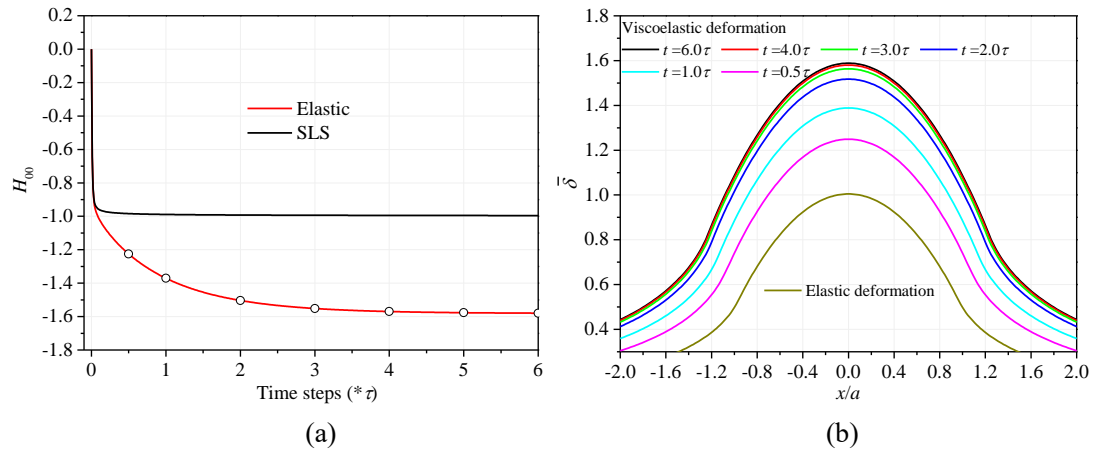 0.2
0.0
-0.2
-0.4
-0.6
-0.8
-1.0
-1.2
-1.4
-1.6
-1.8
H₀₀
Elastic
SLS
0 1 2 3 4 5 6
Time steps (*τ)
(a)
1.8
1.6
1.4
1.2
1.0
0.8
0.6
0.4
δ̄
Viscoelastic deformation
t =6.0τ t =4.0τ t =3.0τ t =2.0τ
t =1.0τ t =0.5τ
Elastic deformation
-2.0 -1.6 -1.2 -0.8 -0.4 0.0 0.4 0.8 1.2 1.6 2.0
x/a
(b)